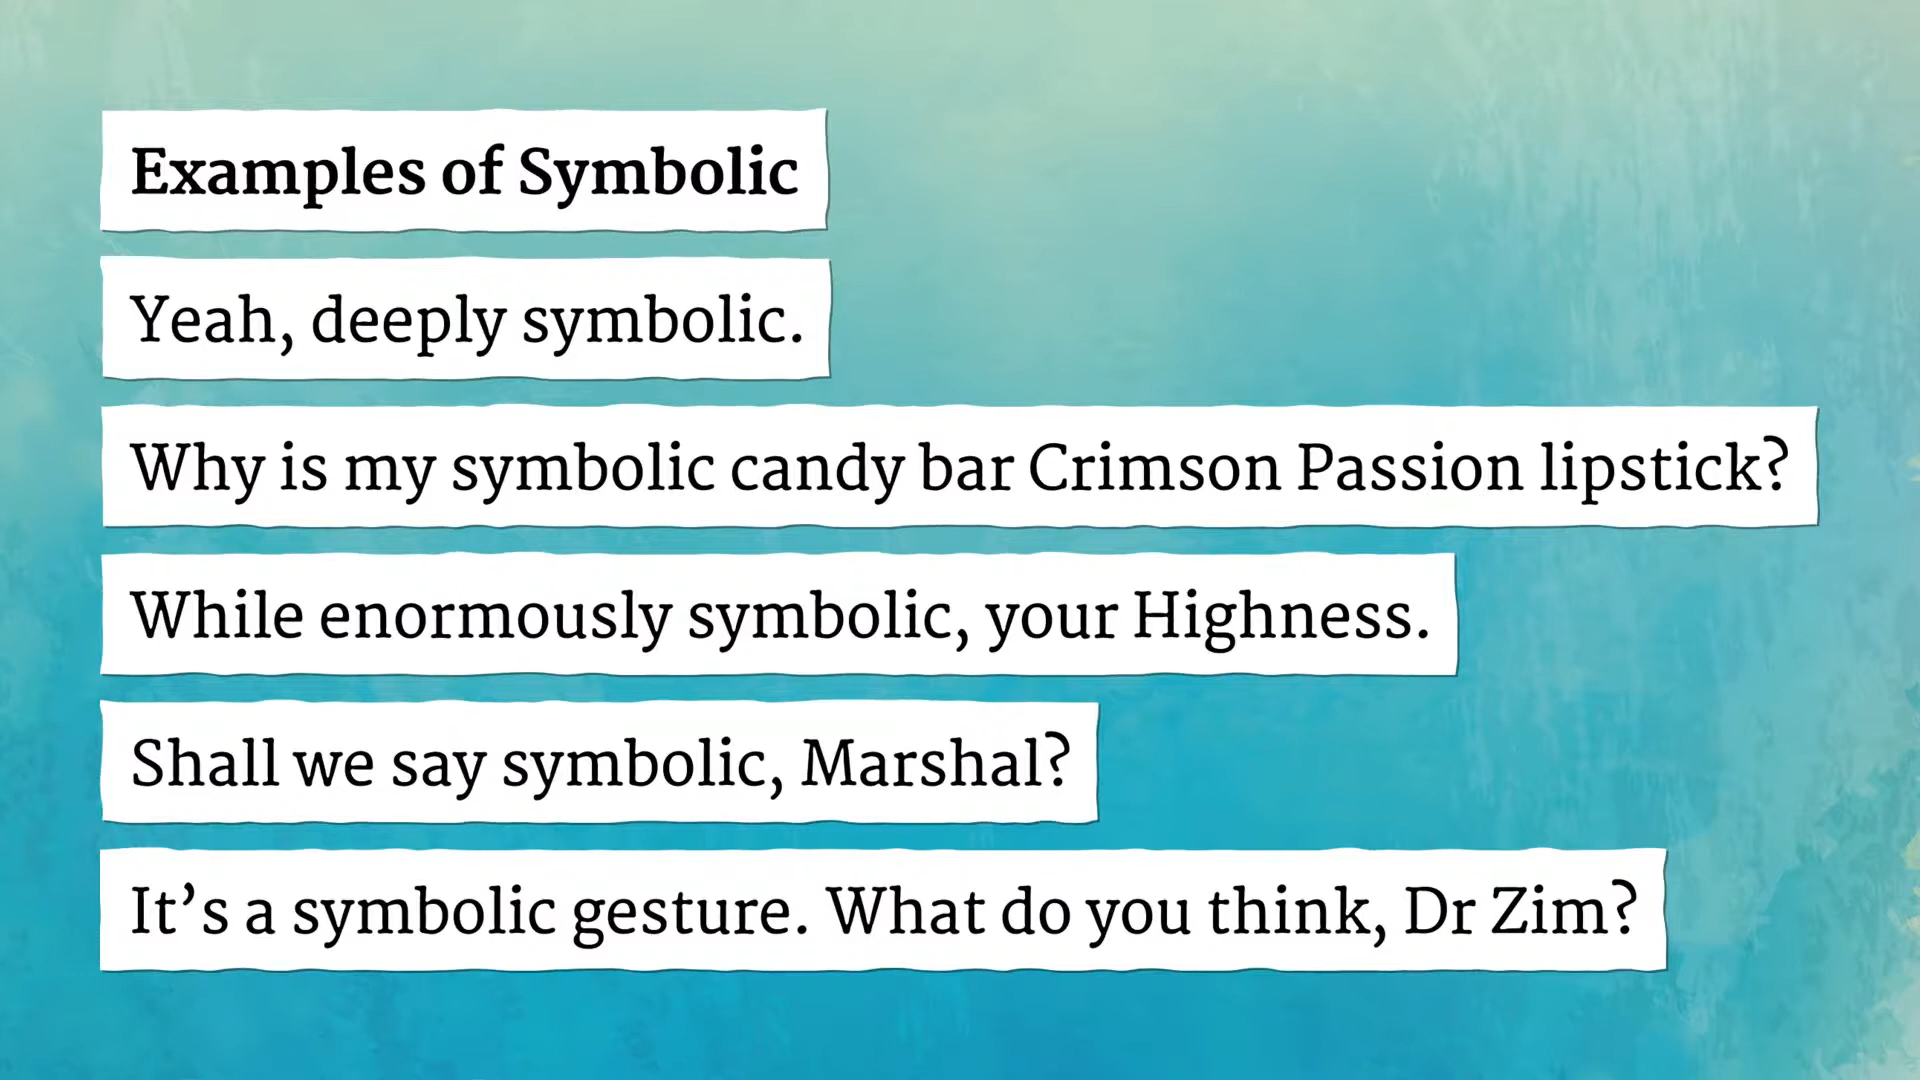 Examples of Symbolic
Yeah, deeply symbolic.
Why is my symbolic candy bar Crimson Passion lipstick?
While enormously symbolic, your Highness.
Shall we say symbolic, Marshal?
It’s a symbolic gesture. What do you think, Dr Zim?